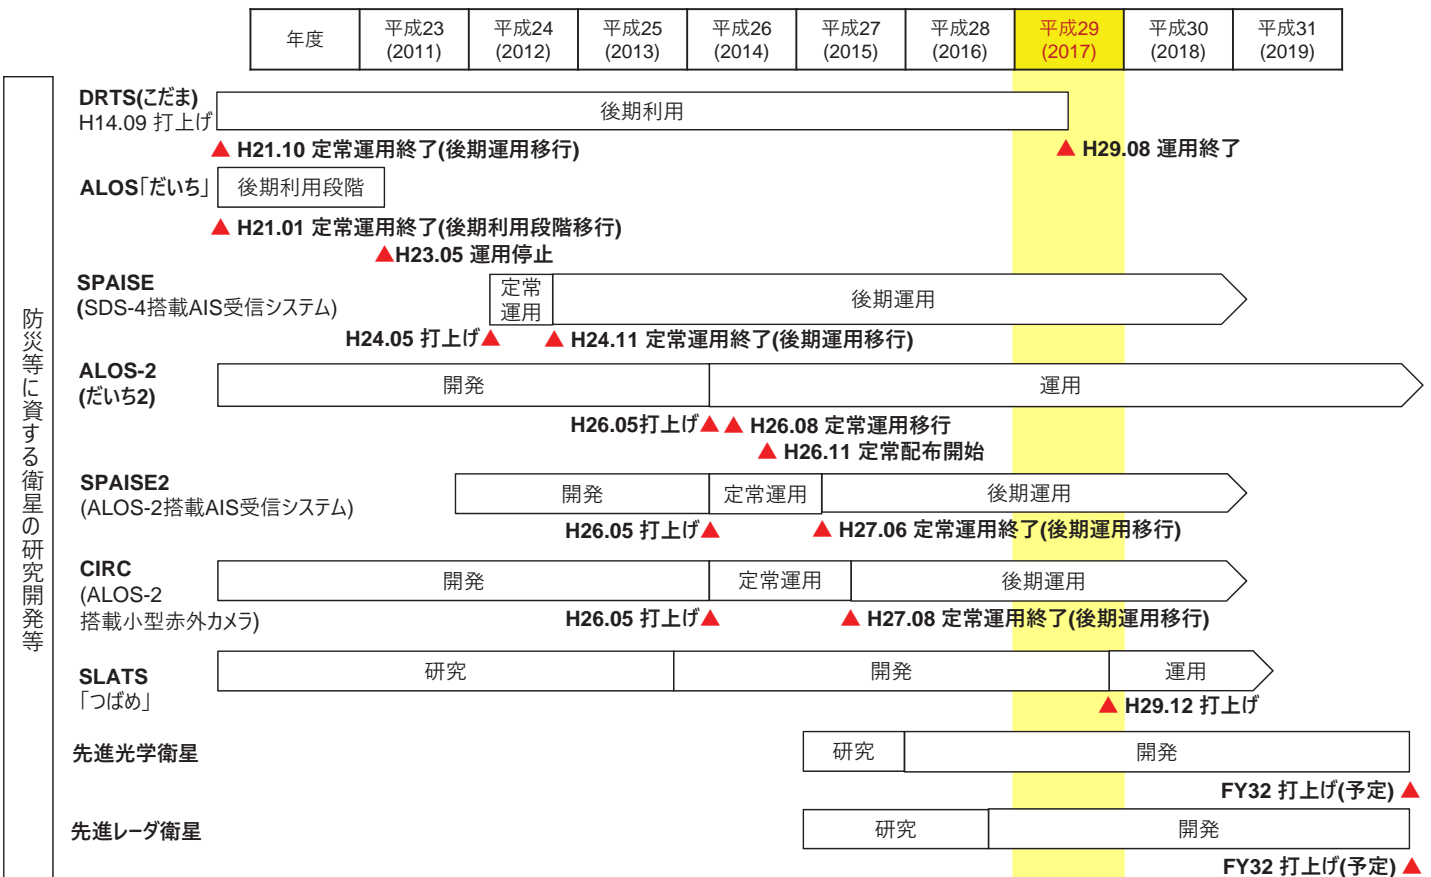 年度
平成23
(2011)
平成24
(2012)
平成25
(2013)
平成26
(2014)
平成27
(2015)
平成28
(2016)
平成29
(2017)
平成30
(2018)
平成31
(2019)
防災等に資する衛星の研究開発等
DRTS(こだま)
H14.09 打上げ
後期利用
▲ H21.10 定常運用終了(後期運用移行)
▲ H29.08 運用終了
ALOS「だいち」
後期利用段階
▲ H21.01 定常運用終了(後期利用段階移行)
▲H23.05 運用停止
SPAISE
(SDS-4搭載AIS受信システム)
定常
運用
後期運用
H24.05 打上げ▲
▲ H24.11 定常運用終了(後期運用移行)
ALOS-2
(だいち2)
開発
運用
H26.05打上げ▲
▲ H26.08 定常運用移行
▲ H26.11 定常配布開始
SPAISE2
(ALOS-2搭載AIS受信システム)
開発
定常運用
後期運用
H26.05 打上げ▲
▲ H27.06 定常運用終了(後期運用移行)
CIRC
(ALOS-2
搭載小型赤外カメラ)
開発
定常運用
後期運用
H26.05 打上げ▲
▲ H27.08 定常運用終了(後期運用移行)
SLATS
「つばめ」
研究
開発
運用
▲ H29.12 打上げ
先進光学衛星
研究
開発
FY32 打上げ(予定) ▲
先進レーダ衛星
研究
開発
FY32 打上げ(予定) ▲